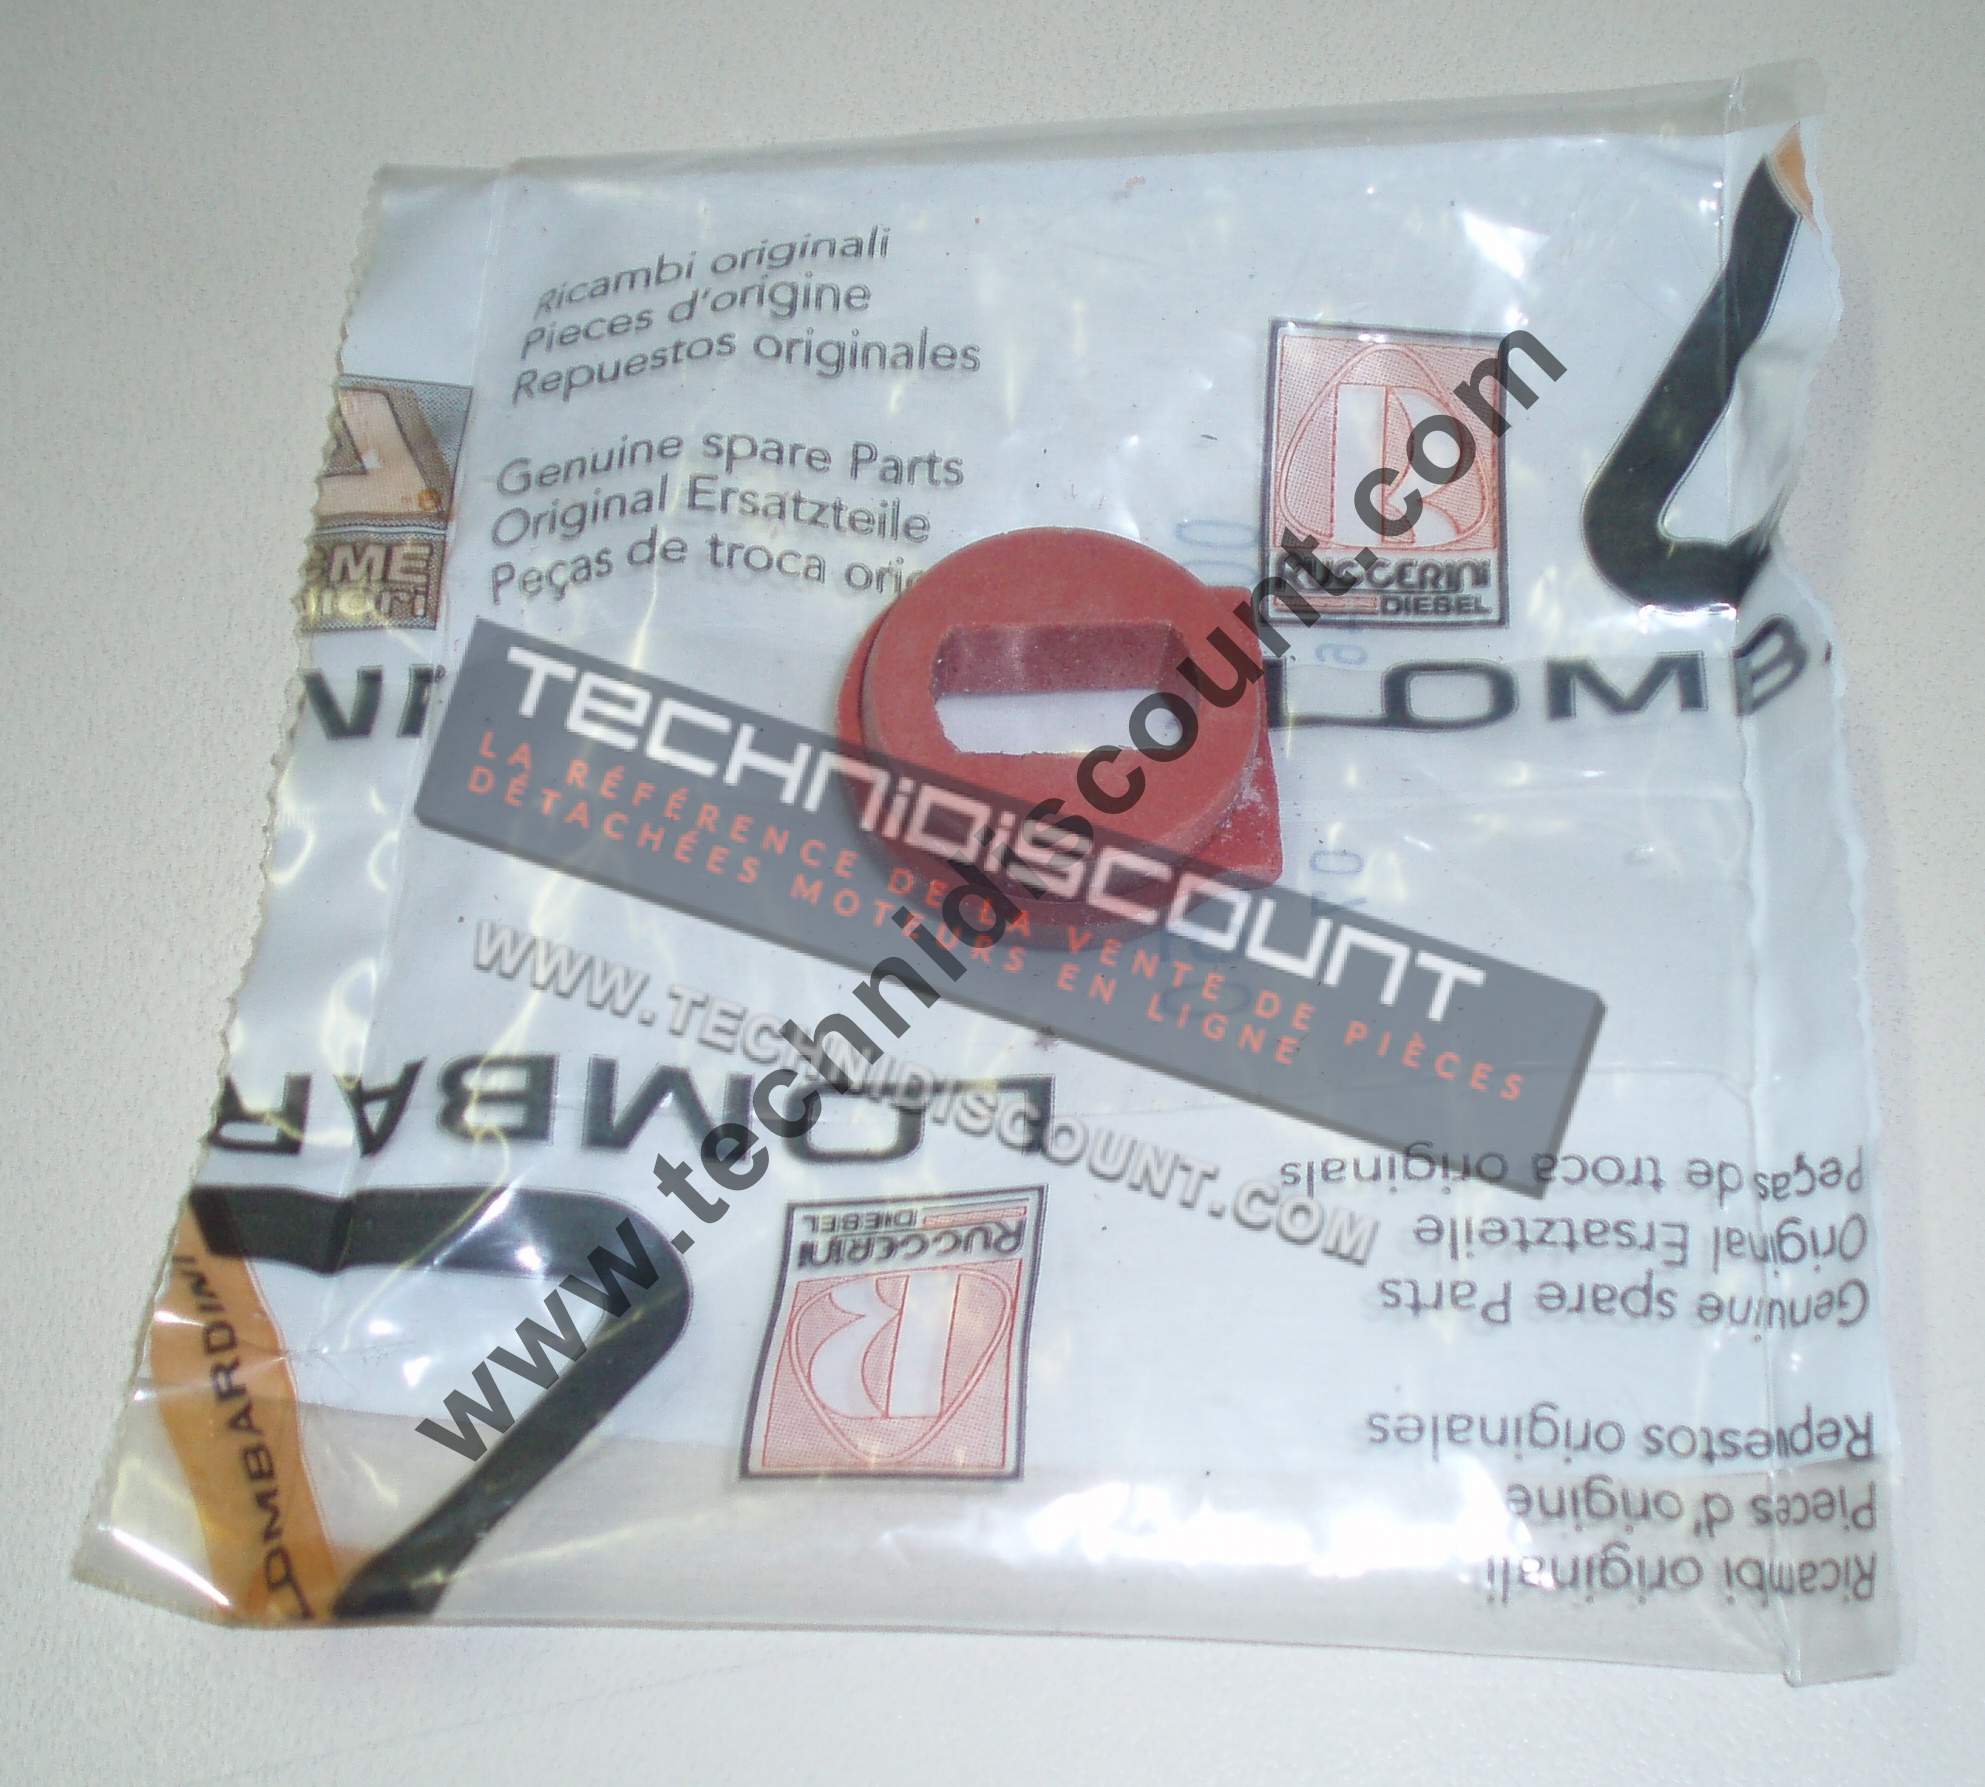 Ricambi originali
Pieces d'origine
Repuestos originales
Genuine spare Parts
Original Ersatzteile
Peças de troca orig
RUGGERINI
DIESEL
LOMB
TECHNIDISCOUNT
LA RÉFÉRENCE DE LA VENTE DE PIÈCES
DÉTACHÉES MOTEURS EN LIGNE
WWW.TECHNIDISCOUNT.COM
www.technidiscount.com
LOMBAR
RUGGERINI
DIESEL
LOMBARDINI
Peças de troca originals
Original Ersatzteile
Genuine spare Parts
Repuestos originales
Pieces d'origine
Ricambi originali